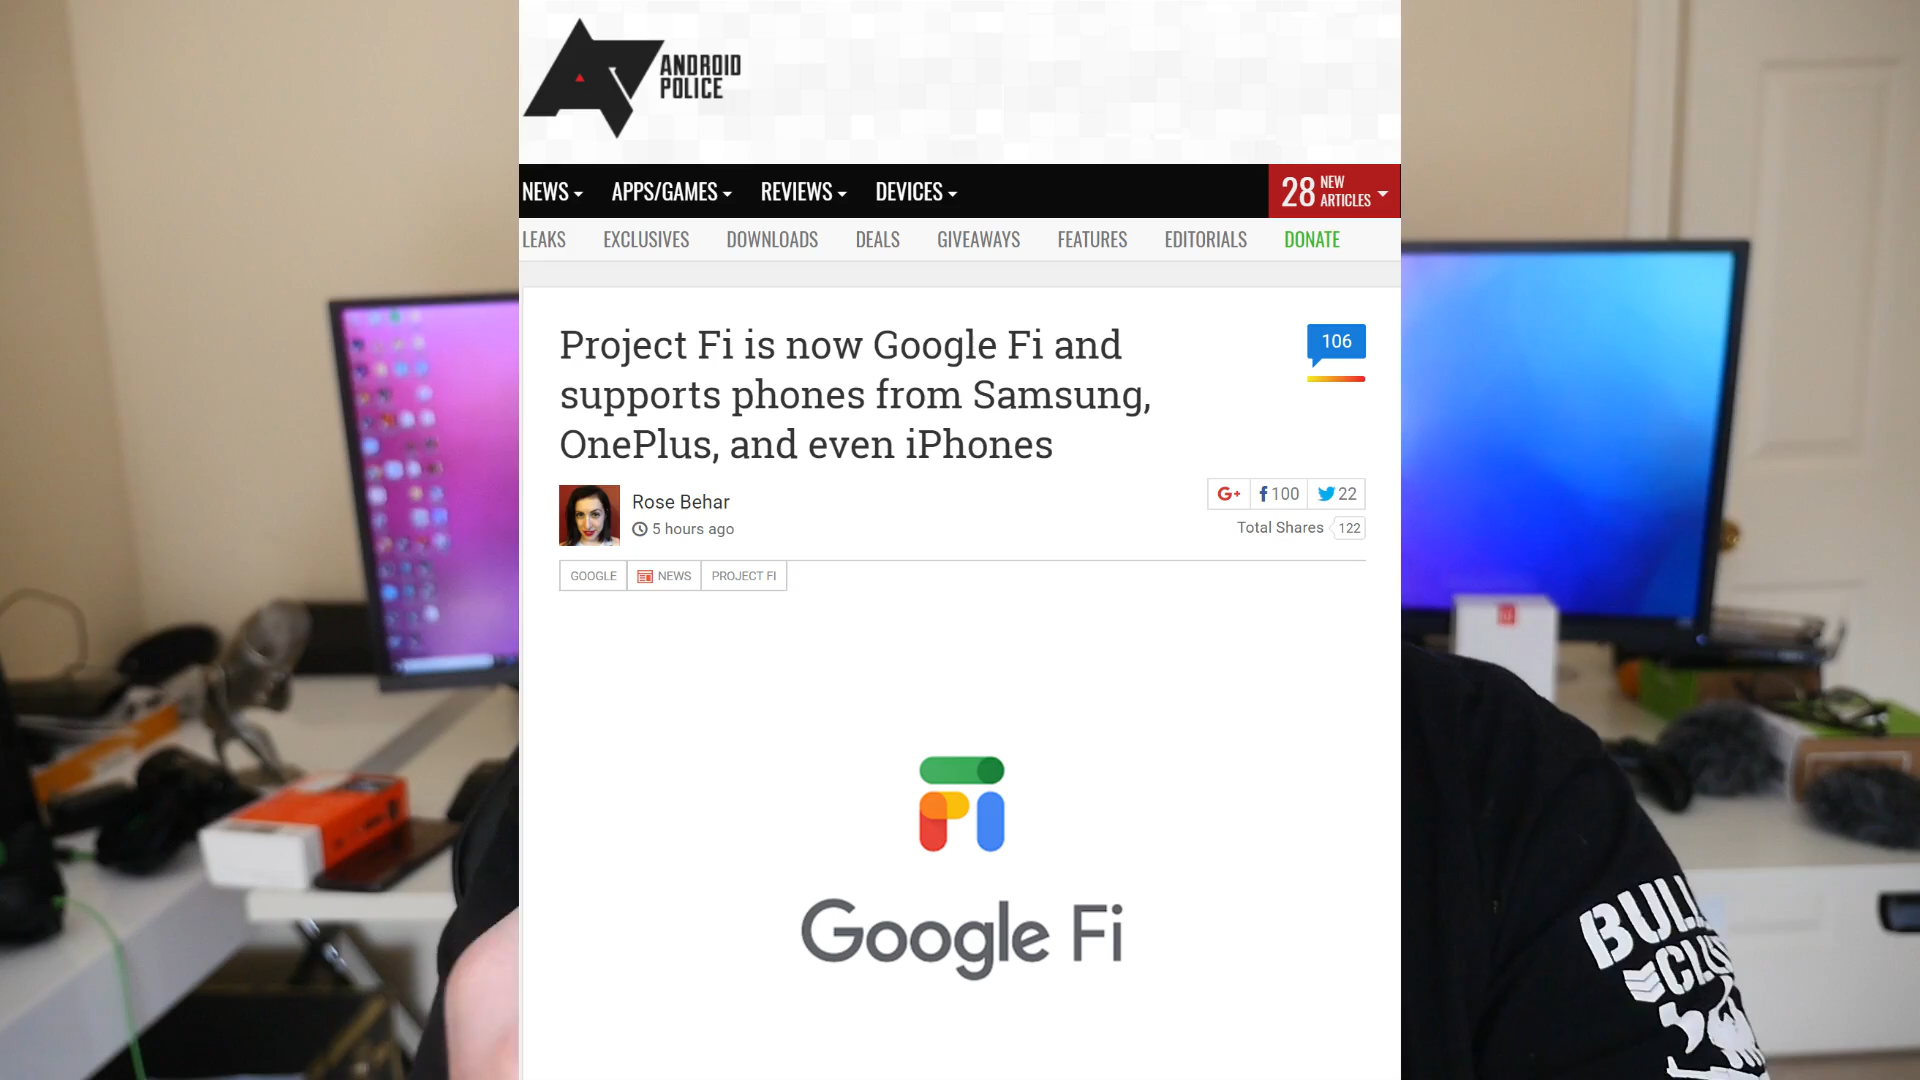 ANDROID
POLICE
NEWS APPS/GAMES REVIEWS DEVICES 28 NEW ARTICLES
LEAKS EXCLUSIVES DOWNLOADS DEALS GIVEAWAYS FEATURES EDITORIALS DONATE
Project Fi is now Google Fi and
supports phones from Samsung,
OnePlus, and even iPhones
106
Rose Behar
5 hours ago
G+ f 100 22
Total Shares 122
GOOGLE NEWS PROJECT FI
Fi
Google Fi